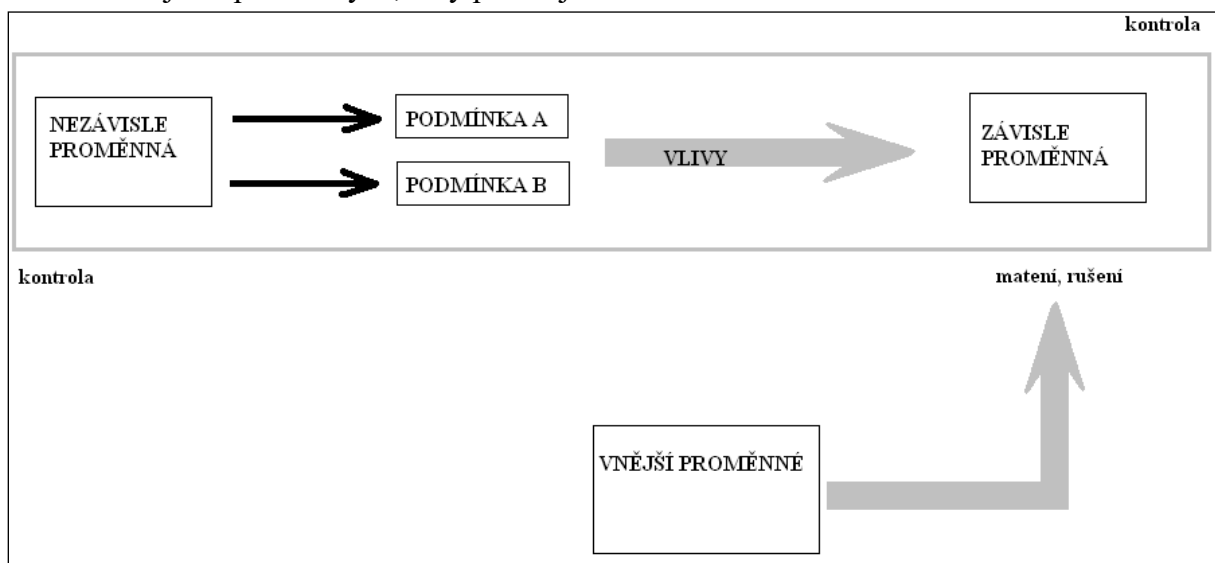 kontrola
NEZÁVISLE
PROMĚNNÁ
PODMÍNKA A
PODMÍNKA B
VLIVY
ZÁVISLE
PROMĚNNÁ
kontrola
matení, rušení
VNĚJŠÍ PROMĚNNÉ